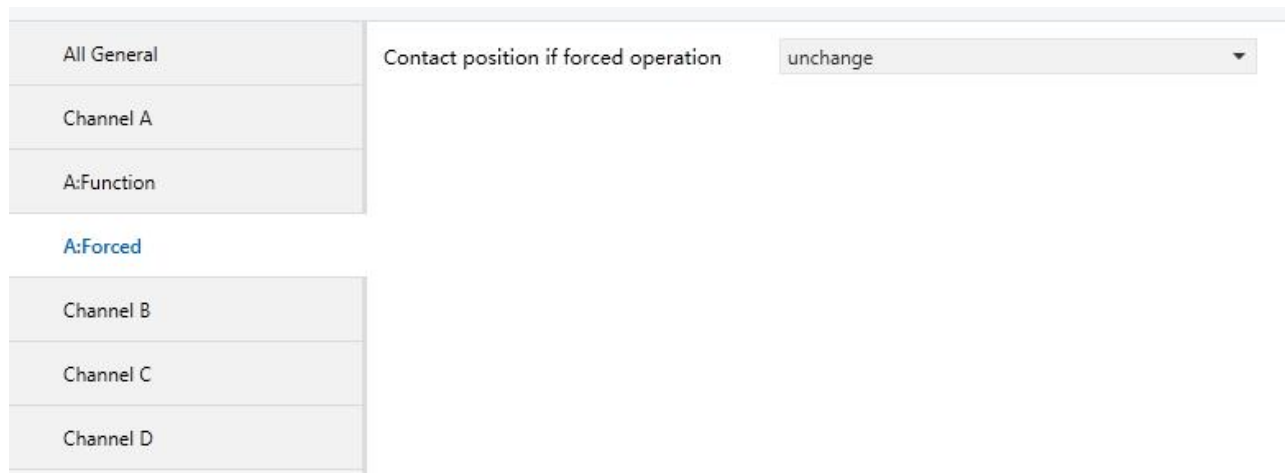 All General
Contact position if forced operation unchange
Channel A
A:Function
A:Forced
Channel B
Channel C
Channel D